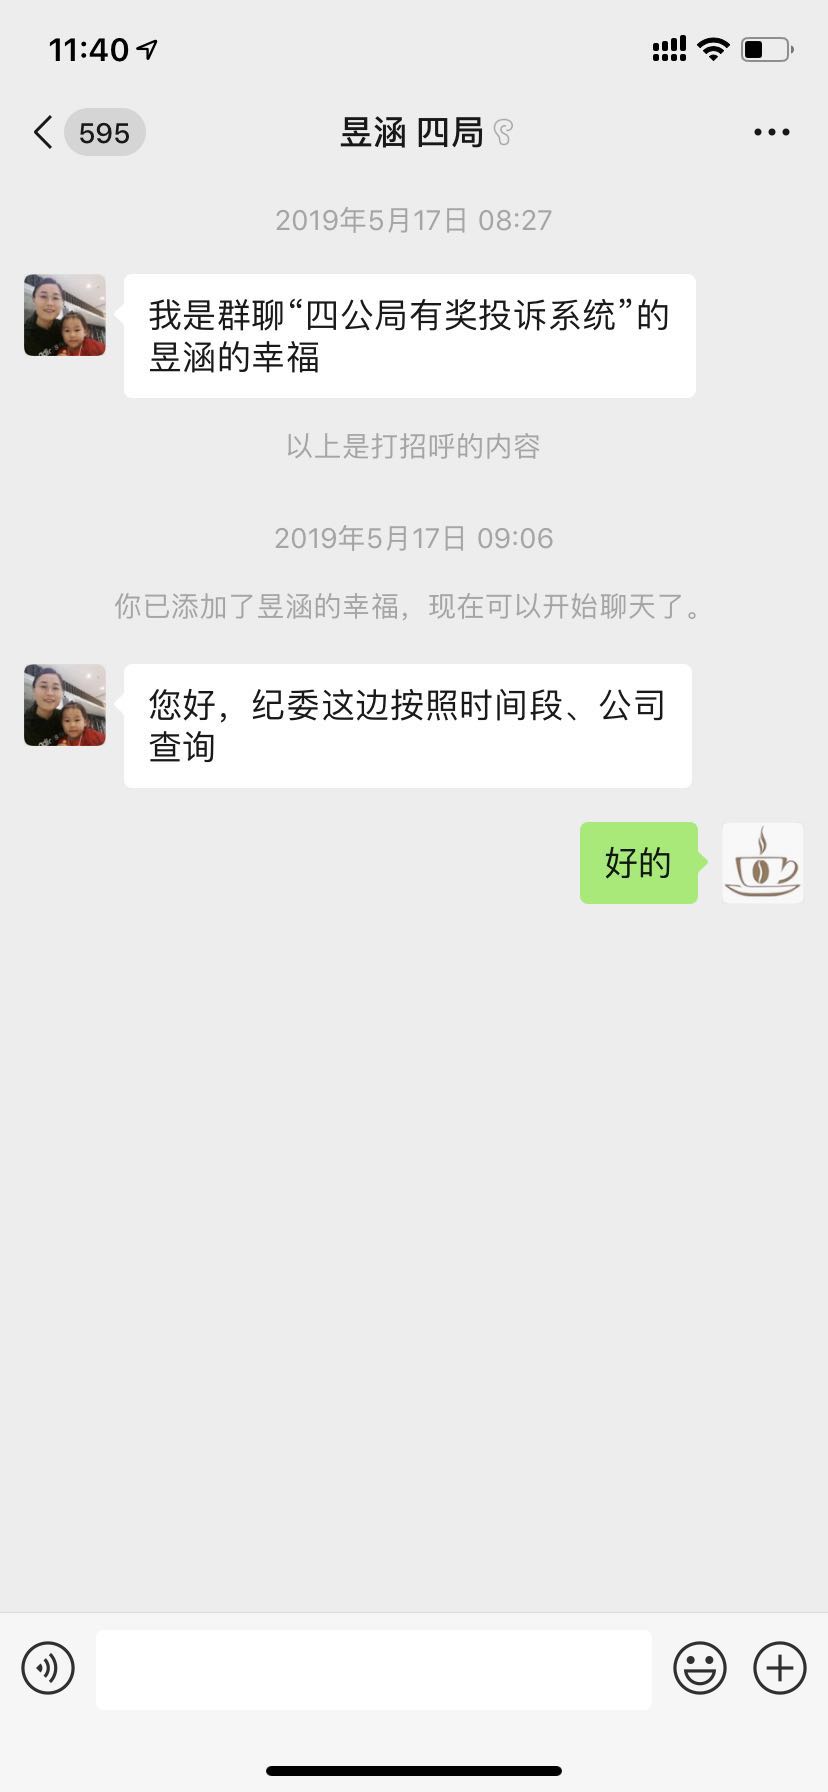 11:40
595
昱涵 四局
2019年5月17日 08:27
我是群聊“四公局有奖投诉系统”的
昱涵的幸福
以上是打招呼的内容
2019年5月17日 09:06
你已添加了昱涵的幸福，现在可以开始聊天了。
您好，纪委这边按照时间段、公司
查询
好的